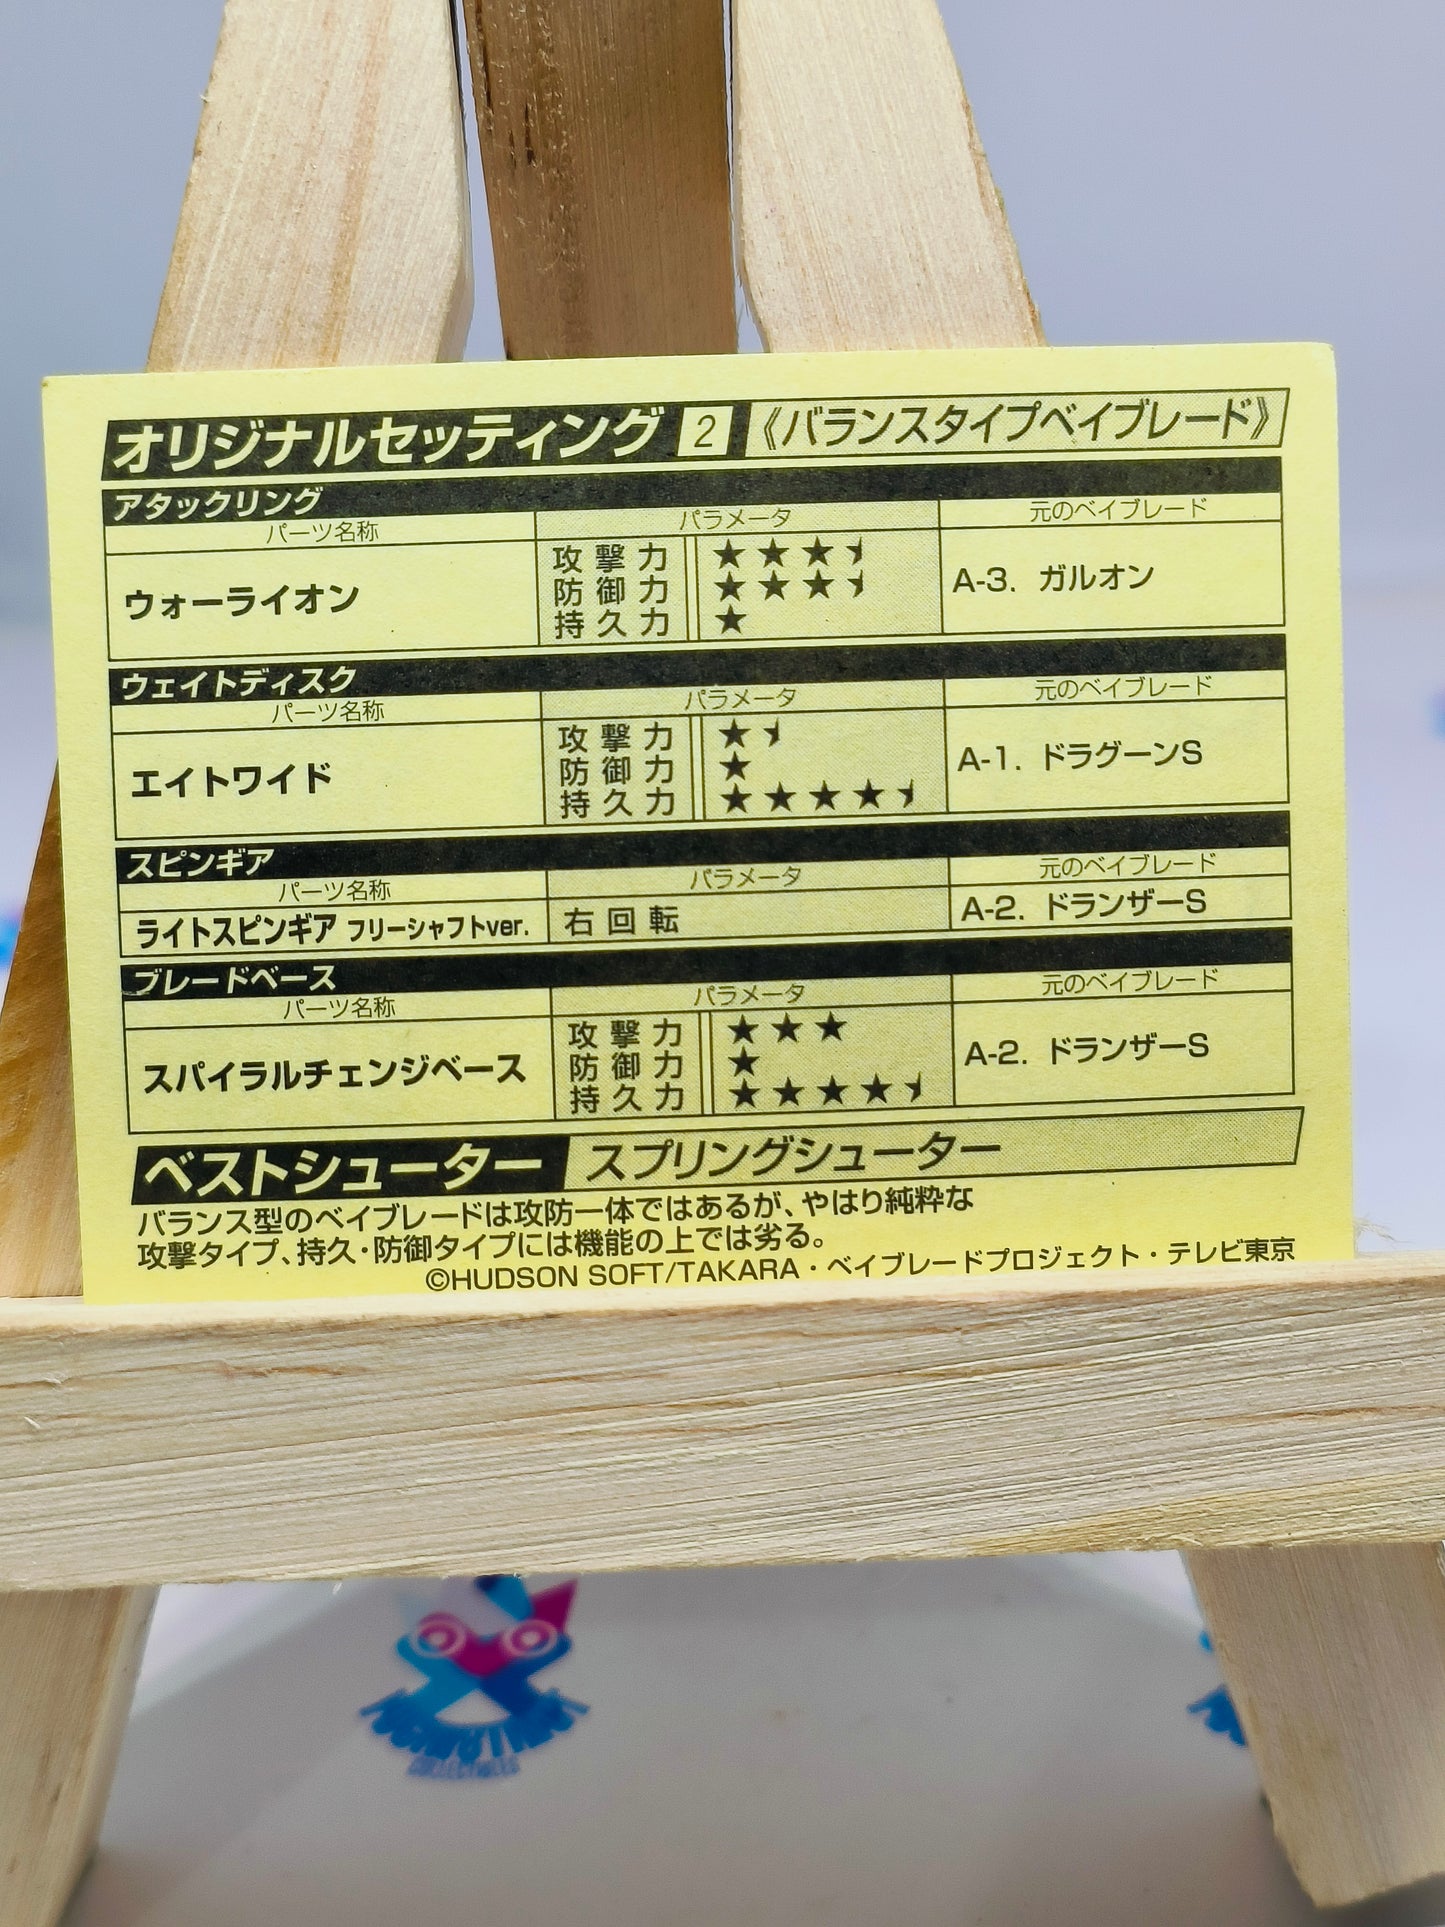 オリジナルセッティング 2 《バランスタイプベイブレード》
アタックリング
パーツ名称 パラメータ 元のベイブレード
ウォーライオン 攻撃力 ★★★⯨ A-3. ガルオン
防御力 ★★★⯨
持久力 ★
ウェイトディスク
パーツ名称 パラメータ 元のベイブレード
エイトワイド 攻撃力 ★⯨ A-1. ドラグーンS
防御力 ★
持久力 ★★★★⯨
スピンギア
パーツ名称 パラメータ 元のベイブレード
ライトスピンギア フリーシャフトver. 右回転 A-2. ドランザーS
ブレードベース
パーツ名称 パラメータ 元のベイブレード
スパイラルチェンジベース 攻撃力 ★★★ A-2. ドランザーS
防御力 ★
持久力 ★★★★⯨
ベストシューター スプリングシューター
バランス型のベイブレードは攻防一体ではあるが、やはり純粋な
攻撃タイプ、持久・防御タイプには機能の上では劣る。
©HUDSON SOFT/TAKARA・ベイブレードプロジェクト・テレビ東京